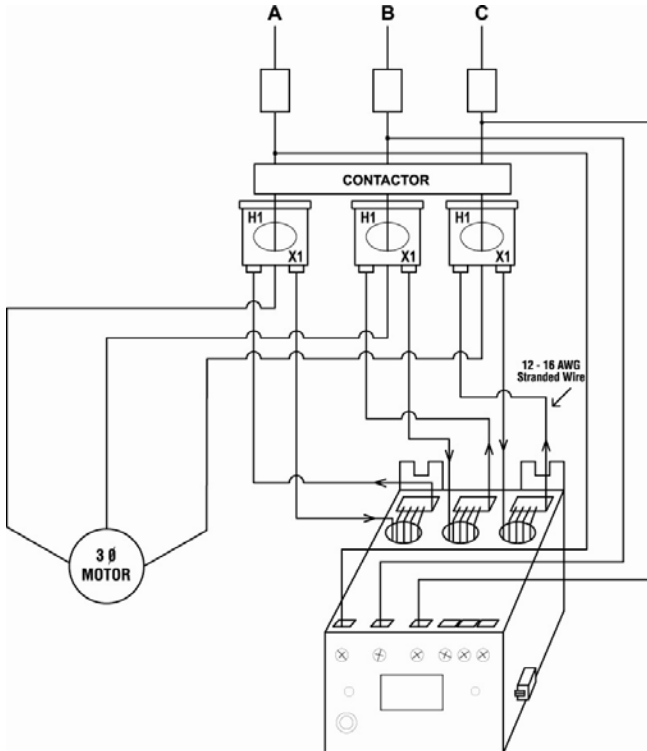 A B C
CONTACTOR
H1 H1 H1
X1 X1 X1
12 - 16 AWG
Stranded Wire
3 Ø
MOTOR